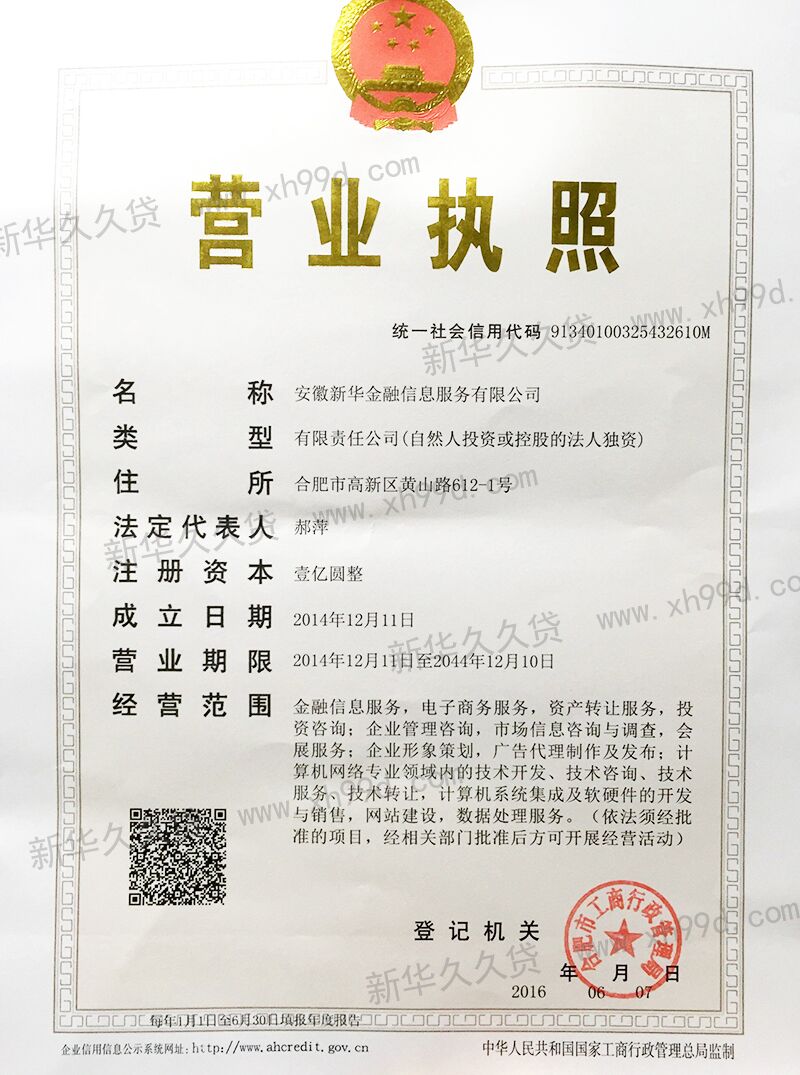 营业执照
统一社会信用代码 91340100325432610M
名称 安徽新华金融信息服务有限公司
类型 有限责任公司(自然人投资或控股的法人独资)
住所 合肥市高新区黄山路612-1号
法定代表人 郝萍
注册资本 壹亿圆整
成立日期 2014年12月11日
营业期限 2014年12月11日至2044年12月10日
经营范围 金融信息服务，电子商务服务，资产转让服务，投
资咨询；企业管理咨询，市场信息咨询与调查，会
展服务；企业形象策划，广告代理制作及发布；计
算机网络专业领域内的技术开发、技术咨询、技术
服务、技术转让，计算机系统集成及软硬件的开发
与销售，网站建设，数据处理服务。（依法须经批
准的项目，经相关部门批准后方可开展经营活动）
登记机关
合肥市工商行政管理局
年 月 日
2016 06 07
每年1月1日至6月30日填报年度报告
企业信用信息公示系统网址：http://www.ahcredit.gov.cn
中华人民共和国国家工商行政管理总局监制
新华久久贷 www.xh99d.com
新华久久贷 www.xh99d.com
新华久久贷 www.xh99d.com
新华久久贷 www.xh99d.com
新华久久贷 www.xh99d.com
新华久久贷 www.xh99d.com